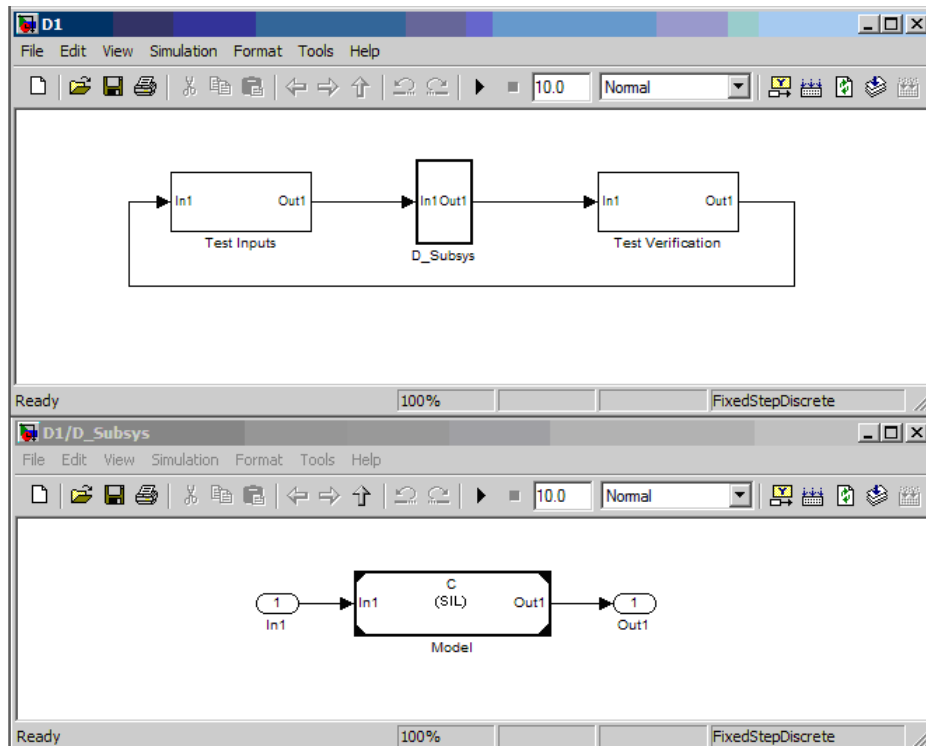 D1
File Edit View Simulation Format Tools Help
10.0 Normal
In1 Out1 In1 Out1 In1 Out1
Test Inputs D_Subsys Test Verification
Ready 100% FixedStepDiscrete
D1/D_Subsys
File Edit View Simulation Format Tools Help
10.0 Normal
C
1 In1 (SIL) Out1 1
In1 Model Out1
Ready 100% FixedStepDiscrete